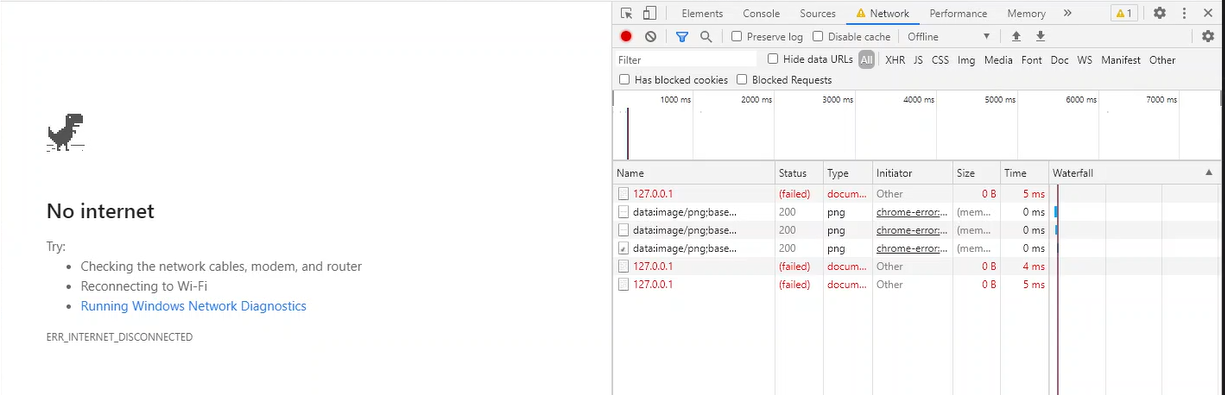 No internet
Try:
Checking the network cables, modem, and router
Reconnecting to Wi-Fi
Running Windows Network Diagnostics
ERR_INTERNET_DISCONNECTED
Elements Console Sources Network Performance Memory » 1
Preserve log Disable cache Offline
Filter Hide data URLs All XHR JS CSS Img Media Font Doc WS Manifest Other
Has blocked cookies Blocked Requests
1000 ms 2000 ms 3000 ms 4000 ms 5000 ms 6000 ms 7000 ms
Name Status Type Initiator Size Time Waterfall
127.0.0.1 (failed) docum... Other 0 B 5 ms
data:image/png;base... 200 png chrome-error:... (mem... 0 ms
data:image/png;base... 200 png chrome-error:... (mem... 0 ms
data:image/png;base... 200 png chrome-error:... (mem... 0 ms
127.0.0.1 (failed) docum... Other 0 B 4 ms
127.0.0.1 (failed) docum... Other 0 B 5 ms